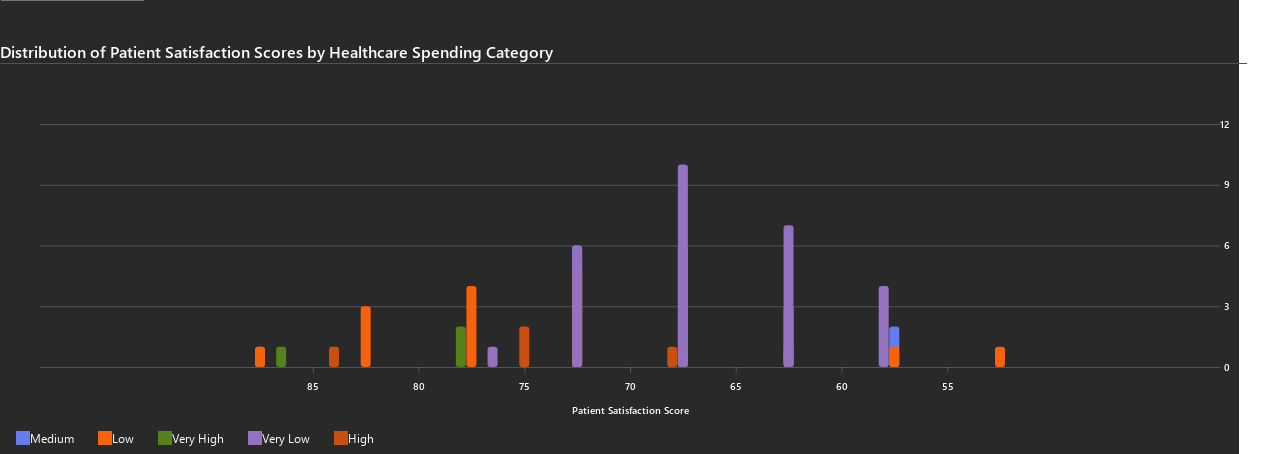 Distribution of Patient Satisfaction Scores by Healthcare Spending Category
12
9
6
3
0
85 80 75 70 65 60 55
Patient Satisfaction Score
Medium Low Very High Very Low High